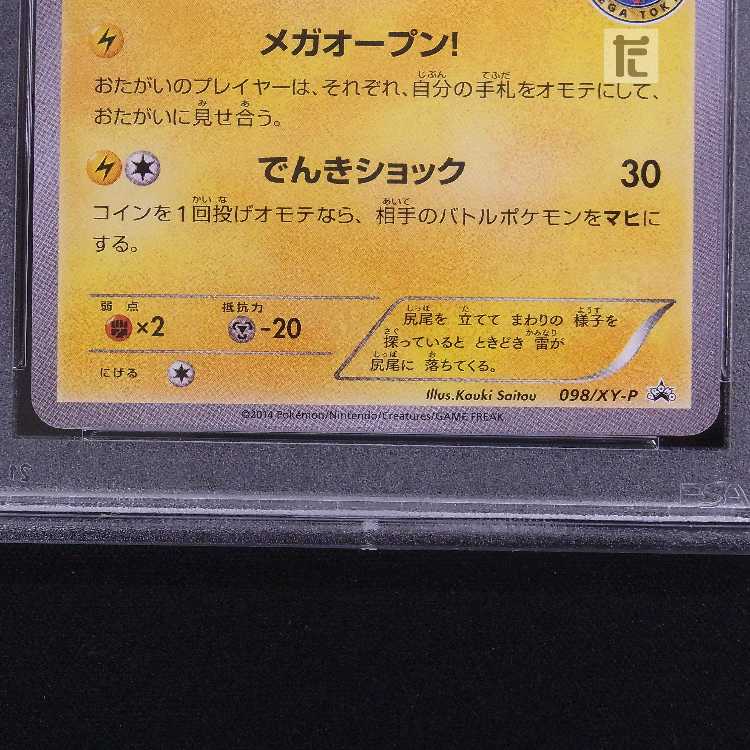 EGA TOK
た
メガオープン!
おたがいのプレイヤーは、それぞれ、自分の手札をオモテにして、
おたがいに見せ合う。
でんきショック 30
コインを1回投げオモテなら、相手のバトルポケモンをマヒに
する。
弱点 抵抗力
×2 -20
にげる
尻尾を 立てて まわりの 様子を
探っていると ときどき 雷が
尻尾に 落ちてくる。
Illus.Kouki Saitou 098/XY-P
©2014 Pokémon/Nintendo/Creatures/GAME FREAK
PSA